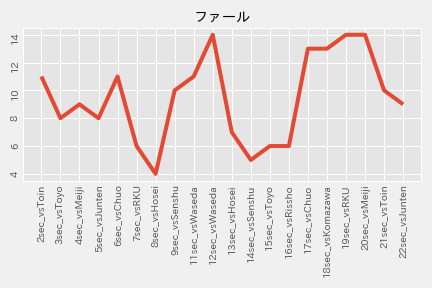 ファール
14
12
10
8
6
4
2sec_vsToin
3sec_vsToyo
4sec_vsMeiji
5sec_vsJunten
6sec_vsChuo
7sec_vsRKU
8sec_vsHosei
9sec_vsSenshu
11sec_vsWaseda
12sec_vsWaseda
13sec_vsHosei
14sec_vsSenshu
15sec_vsToyo
16sec_vsRissho
17sec_vsChuo
18sec_vsKomazawa
19sec_vsRKU
20sec_vsMeiji
21sec_vsToin
22sec_vsJunten